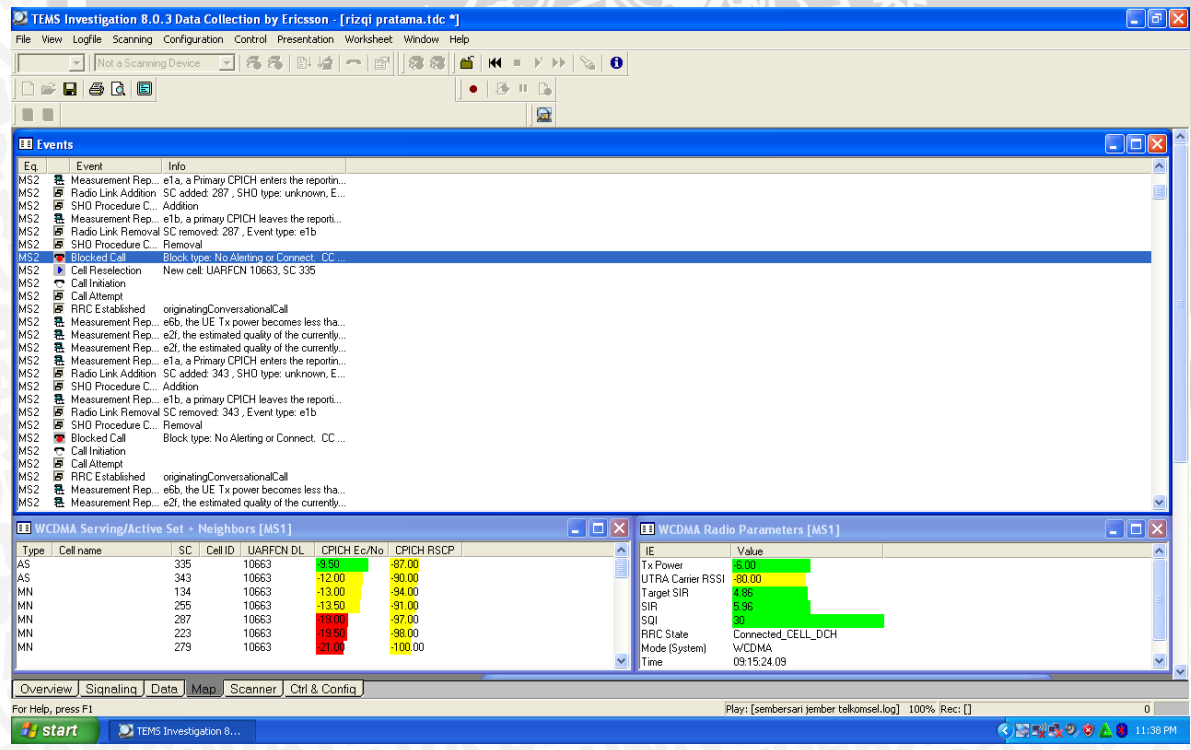 TEMS Investigation 8.0.3 Data Collection by Ericsson - [rizqi pratama.tdc *]
File View Logfile Scanning Configuration Control Presentation Worksheet Window Help
Not a Scanning Device
Events
Eq. Event Info
MS2 Measurement Rep... e1a, a Primary CPICH enters the reportin...
MS2 Radio Link Addition SC added: 287 , SHO type: unknown, E...
MS2 SHO Procedure C... Addition
MS2 Measurement Rep... e1b, a primary CPICH leaves the reporti...
MS2 Radio Link Removal SC removed: 287 , Event type: e1b
MS2 SHO Procedure C... Removal
MS2 Blocked Call Block type: No Alerting or Connect. CC ...
MS2 Cell Reselection New cell: UARFCN 10663, SC 335
MS2 Call Initiation
MS2 Call Attempt
MS2 RRC Established originatingConversationalCall
MS2 Measurement Rep... e6b, the UE Tx power becomes less tha...
MS2 Measurement Rep... e2f, the estimated quality of the currently...
MS2 Measurement Rep... e2f, the estimated quality of the currently...
MS2 Measurement Rep... e1a, a Primary CPICH enters the reportin...
MS2 Radio Link Addition SC added: 343 , SHO type: unknown, E...
MS2 SHO Procedure C... Addition
MS2 Measurement Rep... e1b, a primary CPICH leaves the reporti...
MS2 Radio Link Removal SC removed: 343 , Event type: e1b
MS2 SHO Procedure C... Removal
MS2 Blocked Call Block type: No Alerting or Connect. CC ...
MS2 Call Initiation
MS2 Call Attempt
MS2 RRC Established originatingConversationalCall
MS2 Measurement Rep... e6b, the UE Tx power becomes less tha...
MS2 Measurement Rep... e2f, the estimated quality of the currently...
WCDMA Serving/Active Set + Neighbors [MS1]
Type Cell name SC Cell ID UARFCN DL CPICH Ec/No CPICH RSCP
AS 335 10663 -9.50 -87.00
AS 343 10663 -12.00 -90.00
MN 134 10663 -13.00 -94.00
MN 255 10663 -13.50 -91.00
MN 287 10663 -19.00 -97.00
MN 223 10663 -19.50 -98.00
MN 279 10663 -21.00 -100.00
WCDMA Radio Parameters [MS1]
IE Value
Tx Power -6.00
UTRA Carrier RSSI -80.00
Target SIR 4.86
SIR 5.96
SQI 30
RRC State Connected_CELL_DCH
Mode (System) WCDMA
Time 09:15:24.09
Overview Signaling Data Map Scanner Ctrl & Config
For Help, press F1
Play: [sembersari jember telkomsel.log] 100% Rec: [] 0
start TEMS Investigation 8... 11:38 PM